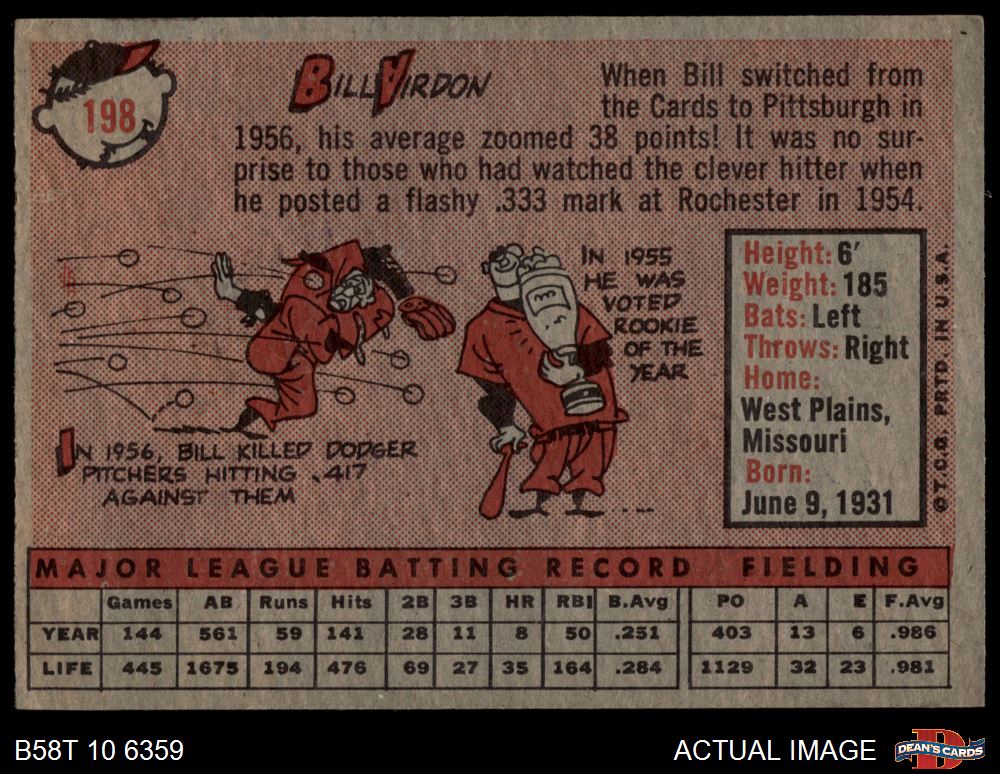 198
Bill Virdon
When Bill switched from
the Cards to Pittsburgh in
1956, his average zoomed 38 points! It was no sur-
prise to those who had watched the clever hitter when
he posted a flashy .333 mark at Rochester in 1954.
IN 1956, BILL KILLED DODGER
PITCHERS HITTING .417
AGAINST THEM
IN 1955
HE WAS
VOTED
ROOKIE
OF THE
YEAR
...
Height: 6'
Weight: 185
Bats: Left
Throws: Right
Home:
West Plains,
Missouri
Born:
June 9, 1931
© T.C.G. PRTD. IN U.S.A.
MAJOR LEAGUE BATTING RECORD FIELDING
Games AB Runs Hits 2B 3B HR RBI B.Avg PO A E F.Avg
YEAR 144 561 59 141 28 11 8 50 .251 403 13 6 .986
LIFE 445 1675 194 476 69 27 35 164 .284 1129 32 23 .981
B58T 10 6359 ACTUAL IMAGE
D
DEAN'S CARDS